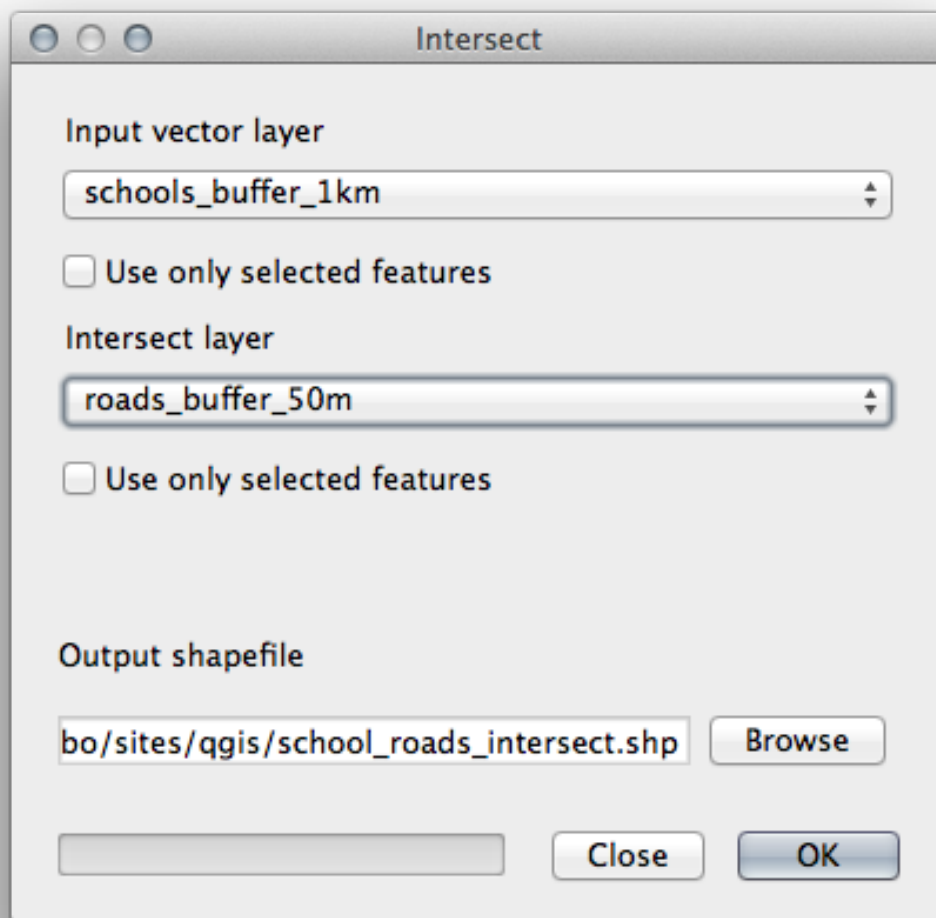 Intersect
Input vector layer
schools_buffer_1km
Use only selected features
Intersect layer
roads_buffer_50m
Use only selected features
Output shapefile
bo/sites/qgis/school_roads_intersect.shp
Browse
Close
OK